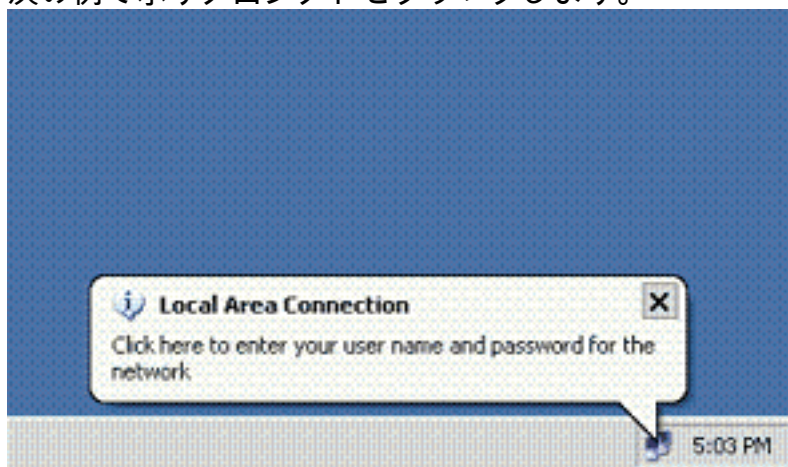 Local Area Connection
Click here to enter your user name and password for the
network
5:03 PM